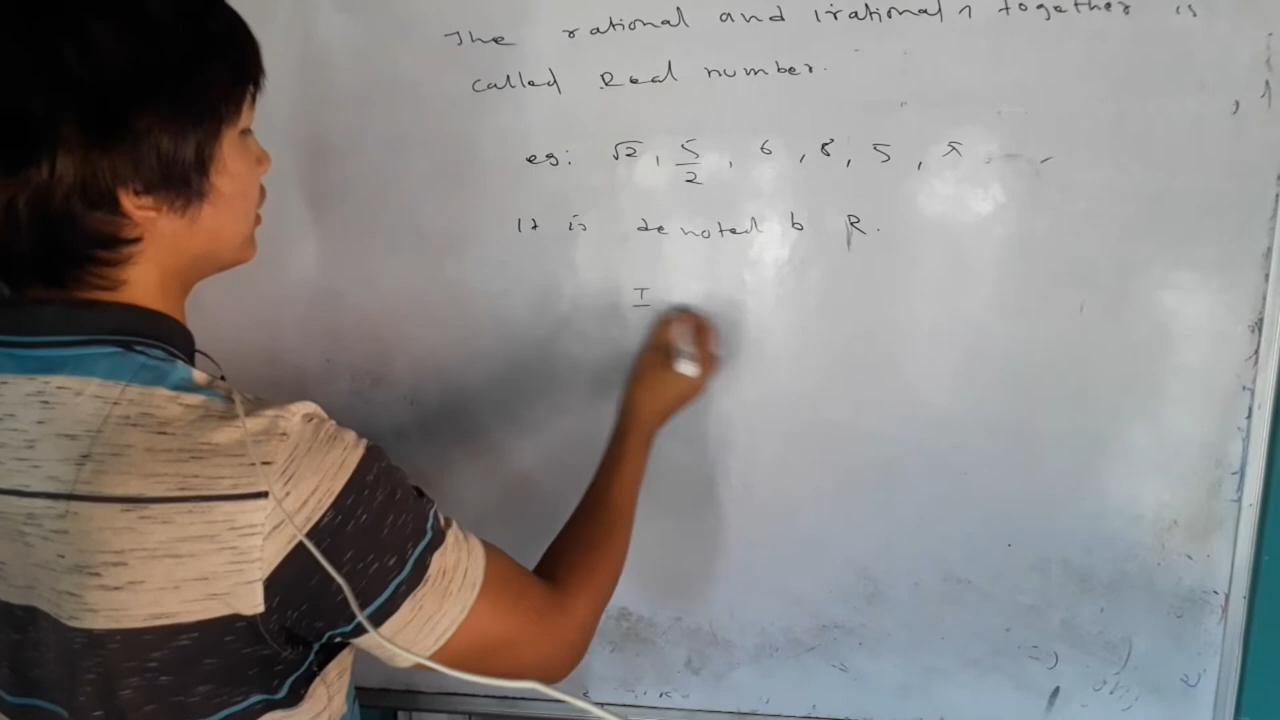 The rational and irational n together is
called Real number.
eg: √2, 5/2, 6, 8, 5, π
It is denoted b R.
I